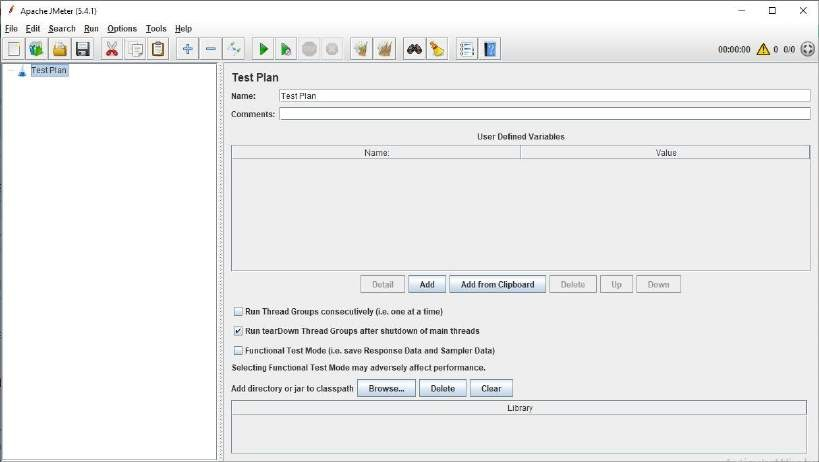 Apache JMeter (5.4.1)
File Edit Search Run Options Tools Help
00:00:00 0 0/0
Test Plan
Test Plan
Name: Test Plan
Comments:
User Defined Variables
Name: Value
Detail Add Add from Clipboard Delete Up Down
Run Thread Groups consecutively (i.e. one at a time)
Run tearDown Thread Groups after shutdown of main threads
Functional Test Mode (i.e. save Response Data and Sampler Data)
Selecting Functional Test Mode may adversely affect performance.
Add directory or jar to classpath Browse... Delete Clear
Library